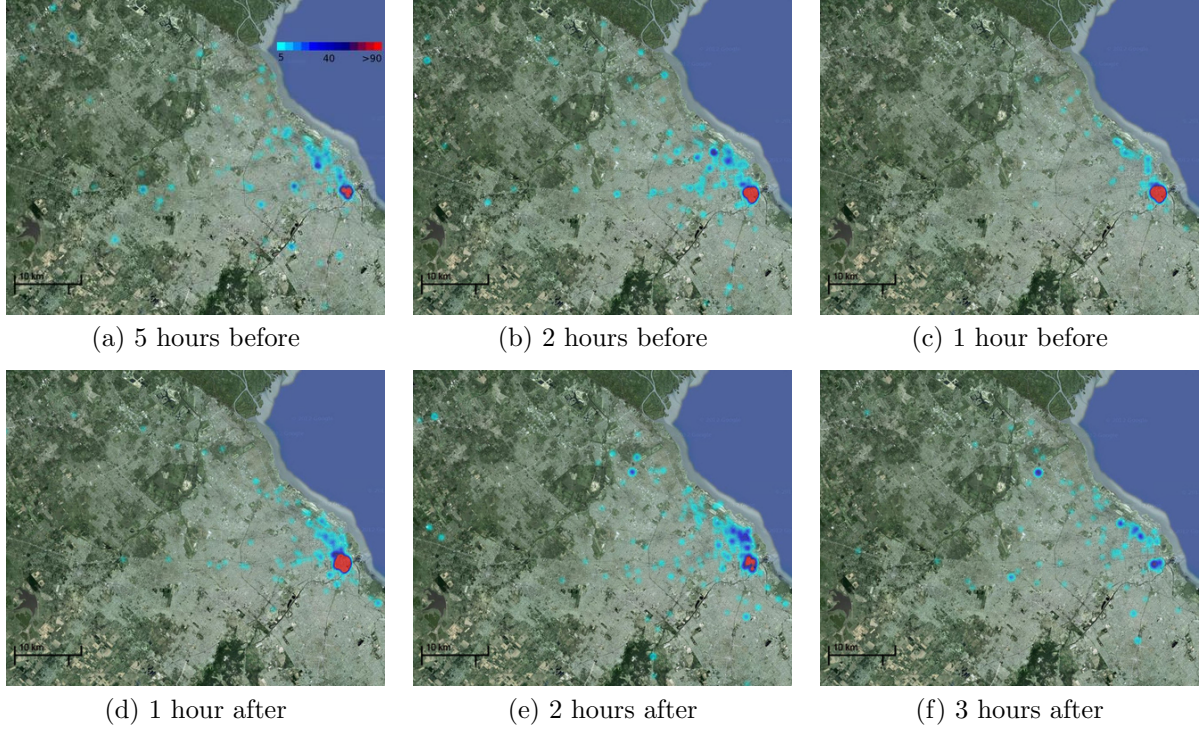 5 40 >90
10 km
10 km
10 km
(a) 5 hours before
(b) 2 hours before
(c) 1 hour before
10 km
10 km
10 km
(d) 1 hour after
(e) 2 hours after
(f) 3 hours after